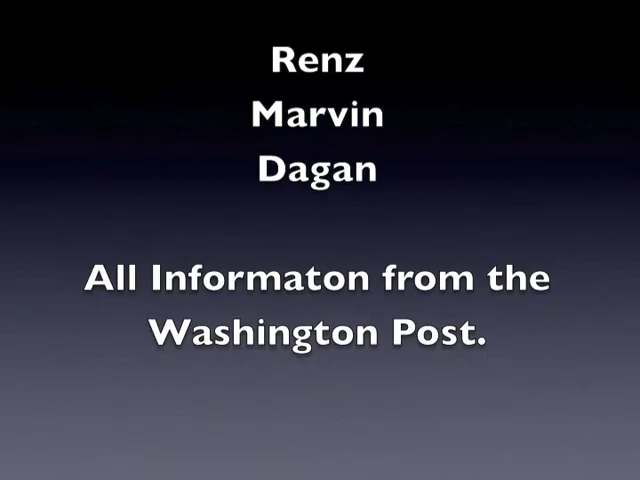 Renz
Marvin
Dagan
All Informaton from the
Washington Post.